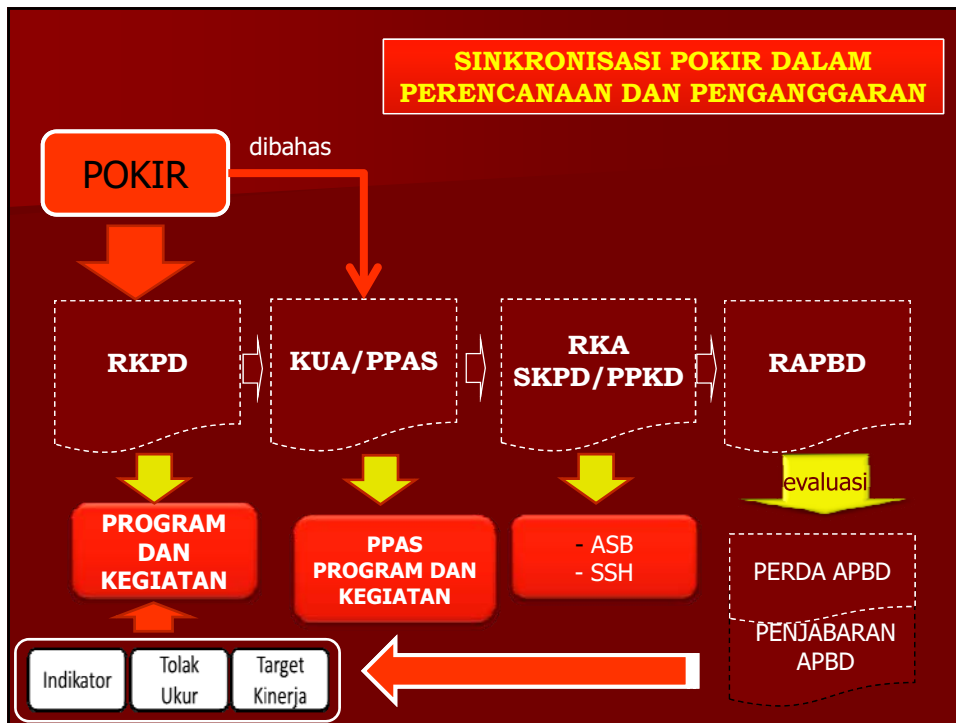 SINKRONISASI POKIR DALAM
PERENCANAAN DAN PENGANGGARAN
POKIR
dibahas
RKPD
KUA/PPAS
RKA
SKPD/PPKD
RAPBD
evaluasi
PROGRAM
DAN
KEGIATAN
PPAS
PROGRAM DAN
KEGIATAN
- ASB
- SSH
PERDA APBD
PENJABARAN
APBD
Indikator
Tolak
Ukur
Target
Kinerja